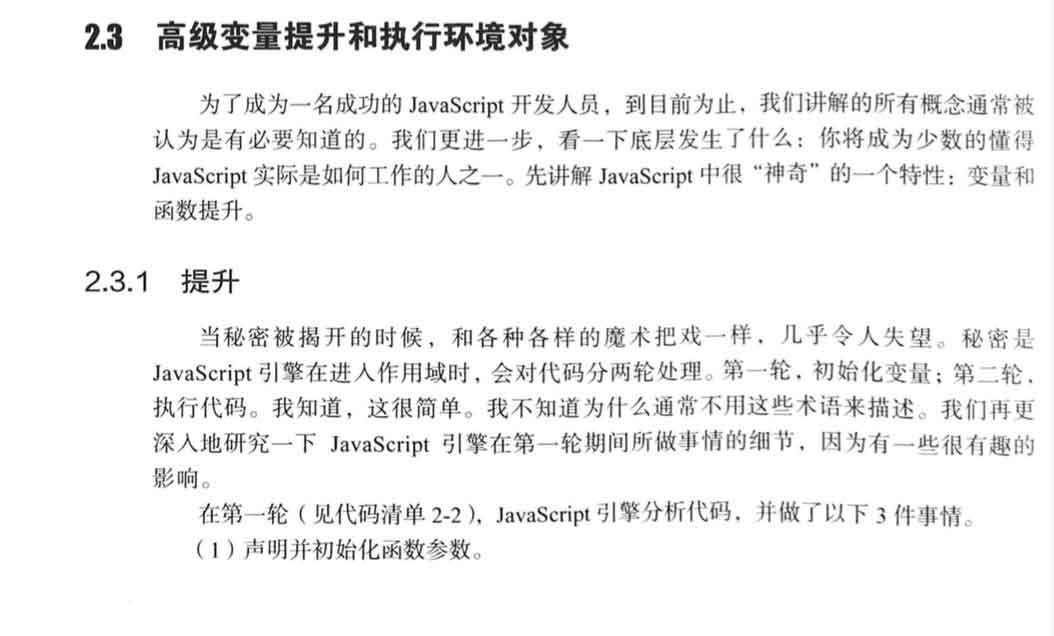 2.3 高级变量提升和执行环境对象
为了成为一名成功的 JavaScript 开发人员，到目前为止，我们讲解的所有概念通常被
认为是有必要知道的。我们更进一步，看一下底层发生了什么：你将成为少数的懂得
JavaScript 实际是如何工作的人之一。先讲解 JavaScript 中很“神奇”的一个特性：变量和
函数提升。
2.3.1 提升
当秘密被揭开的时候，和各种各样的魔术把戏一样，几乎令人失望。秘密是
JavaScript 引擎在进入作用域时，会对代码分两轮处理。第一轮，初始化变量；第二轮，
执行代码。我知道，这很简单。我不知道为什么通常不用这些术语来描述。我们再更
深入地研究一下 JavaScript 引擎在第一轮期间所做事情的细节，因为有一些很有趣的
影响。
在第一轮（见代码清单 2-2），JavaScript 引擎分析代码，并做了以下 3 件事情。
（1）声明并初始化函数参数。